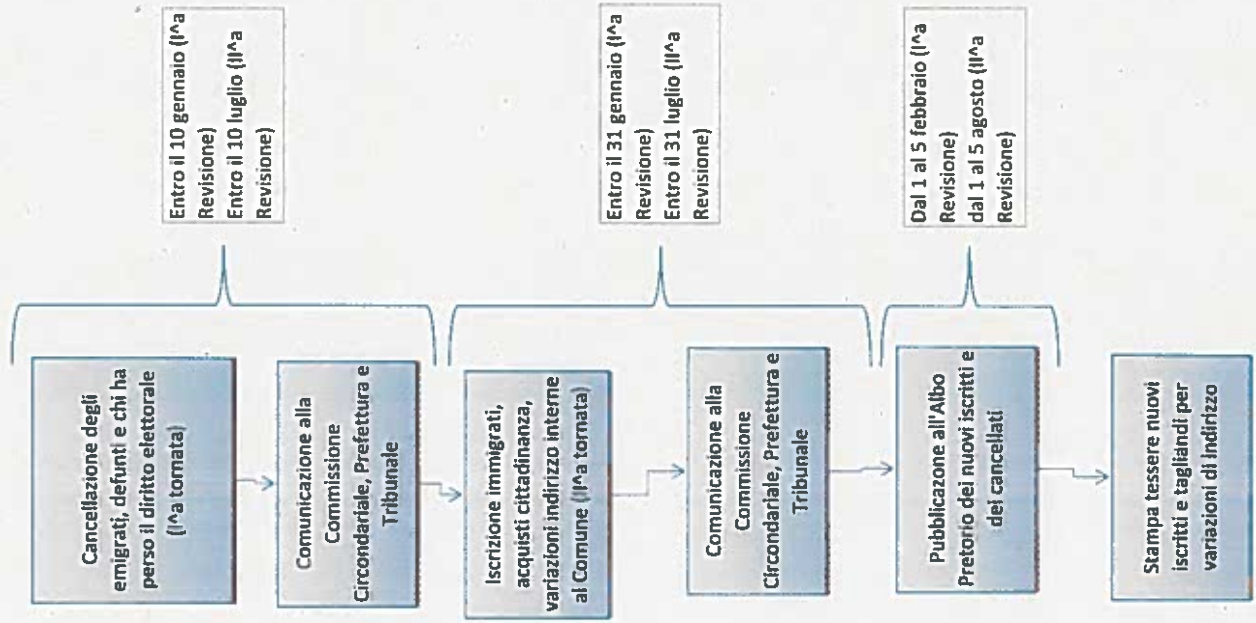 Cancellazione degli
emigrati, defunti e chi ha
perso il diritto elettorale
(I^a tornata)
Comunicazione alla
Commissione
Circondariale, Prefettura e
Tribunale
Entro il 10 gennaio (I^a
Revisione)
Entro il 10 luglio (II^a
Revisione)
Iscrizione immigrati,
acquisti cittadinanza,
variazioni indirizzo interne
al Comune (II^a tornata)
Comunicazione alla
Commissione
Circondariale, Prefettura e
Tribunale
Entro il 31 gennaio (I^a
Revisione)
Entro il 31 luglio (II^a
Revisione)
Pubblicazone all'Albo
Pretorio dei nuovi iscritti e
dei cancellati
Dal 1 al 5 febbraio (I^a
Revisione)
dal 1 al 5 agosto (II^a
Revisione)
Stampa tessere nuovi
iscritti e tagliandi per
variazioni di indirizzo